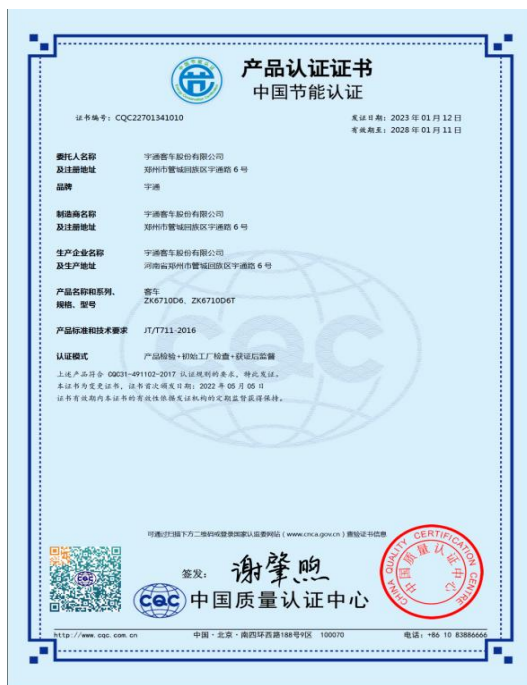 产品认证证书
中国节能认证
证书编号：CQC22701341010
发证日期：2023 年 01 月 12 日
有效期至：2028 年 01 月 11 日
委托人名称 宇通客车股份有限公司
及注册地址 郑州市管城回族区宇通路 6 号
品牌 宇通
制造商名称 宇通客车股份有限公司
及注册地址 郑州市管城回族区宇通路 6 号
生产企业名称 宇通客车股份有限公司
及生产地址 河南省郑州市管城回族区宇通路 6 号
产品名称和系列、 客车
规格、型号 ZK6710D6、ZK6710D6T
产品标准和技术要求 JT/T711-2016
认证模式 产品检验+初始工厂检查+获证后监督
上述产品符合 CQC31-491102-2017 认证规则的要求，特此发证。
本证书为变更证书，证书首次颁发日期：2022 年 05 月 05 日
证书有效期内本证书的有效性依据发证机构的定期监督获得保持。
CQC
可通过扫描下方二维码或登录国家认监委网站（www.cnca.gov.cn）查验证书信息
签发：谢肇煦
CQC 中国质量认证中心
CHINA QUALITY CERTIFICATION CENTRE
中国质量认证中心
http://www.cqc.com.cn 中国·北京·南四环西路188号9区 100070 电话：+86 10 83886666